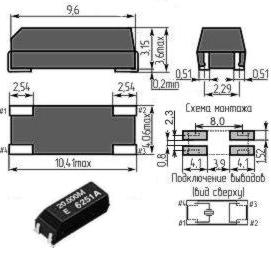 9,6
3,15
3,6max
0,2min
0,51
0,51
2,29
2,54
2,54
#1
#2
4,06max
#4
#3
10,41max
Схема монтажа
8.0
2,3
0.8
4.1
3.9
4.1
1.52
Подключение выводов
(вид сверху)
#1
#2
#4
#3
20.000M
E 6251A